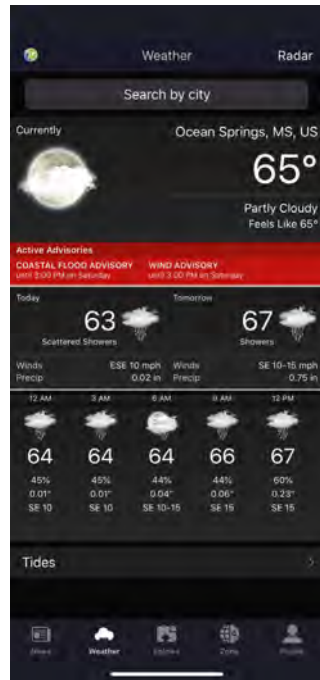 Weather Radar
Search by city
Currently Ocean Springs, MS, US
65°
Partly Cloudy
Feels Like 65°
Active Advisories
COASTAL FLOOD ADVISORY WIND ADVISORY
until 3:00 PM on Saturday until 3:00 PM on Saturday
Today Tomorrow
63 67
Scattered Showers Showers
Winds ESE 10 mph Winds SE 10-15 mph
Precip 0.02 in Precip 0.75 in
12 AM 3 AM 6 AM 9 AM 12 PM
64 64 64 66 67
45% 45% 44% 44% 60%
0.01" 0.01" 0.04" 0.06" 0.23"
SE 10 SE 10 SE 10-15 SE 15 SE 15
Tides
News Weather Zone Profile